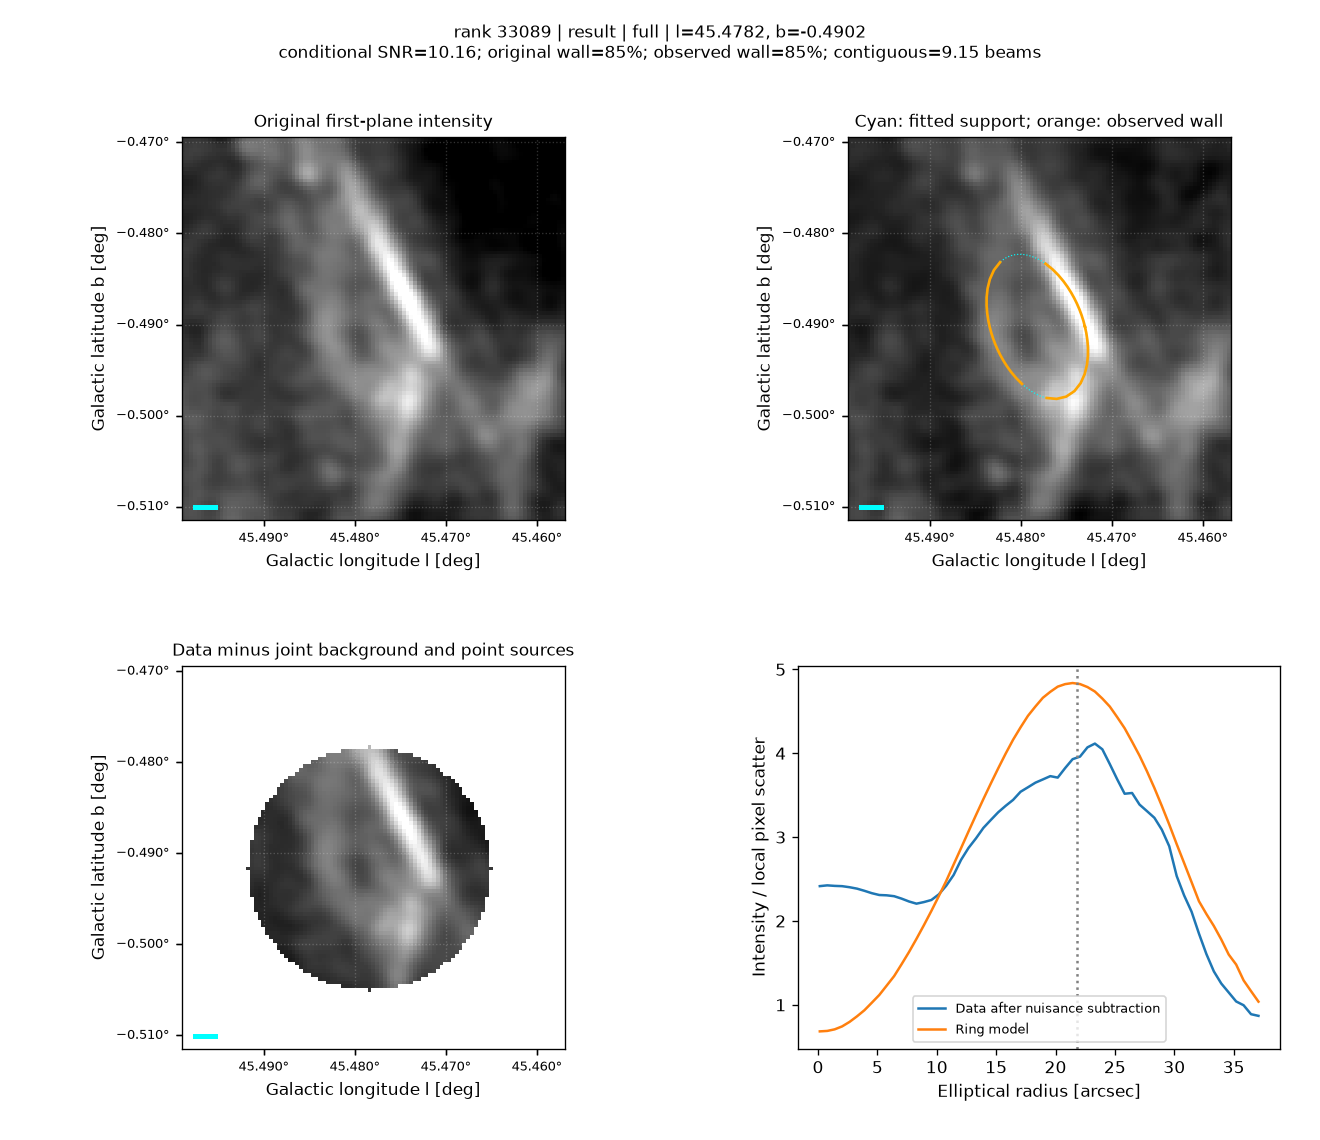 rank 33089 | result | full | l=45.4782, b=-0.4902
conditional SNR=10.16; original wall=85%; observed wall=85%; contiguous=9.15 beams
Original first-plane intensity
−0.470°
−0.480°
−0.490°
−0.500°
−0.510°
Galactic latitude b [deg]
45.490° 45.480° 45.470° 45.460°
Galactic longitude l [deg]
Cyan: fitted support; orange: observed wall
−0.470°
−0.480°
−0.490°
−0.500°
−0.510°
Galactic latitude b [deg]
45.490° 45.480° 45.470° 45.460°
Galactic longitude l [deg]
Data minus joint background and point sources
−0.470°
−0.480°
−0.490°
−0.500°
−0.510°
Galactic latitude b [deg]
45.490° 45.480° 45.470° 45.460°
Galactic longitude l [deg]
5
4
3
2
1
Intensity / local pixel scatter
Data after nuisance subtraction
Ring model
0 5 10 15 20 25 30 35
Elliptical radius [arcsec]